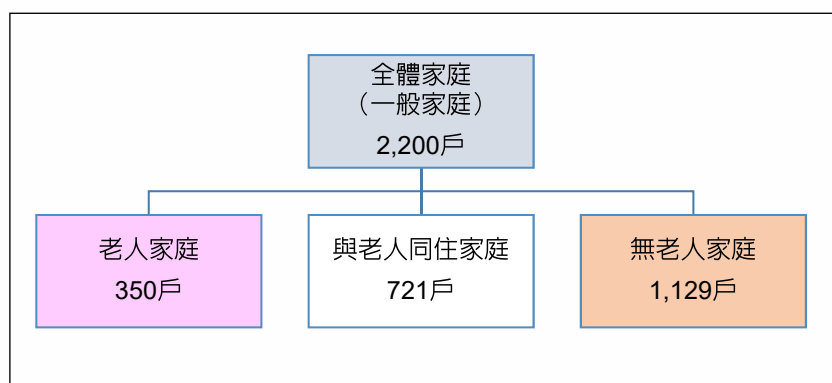 全體家庭
（一般家庭）
2,200戶
老人家庭
350戶
與老人同住家庭
721戶
無老人家庭
1,129戶